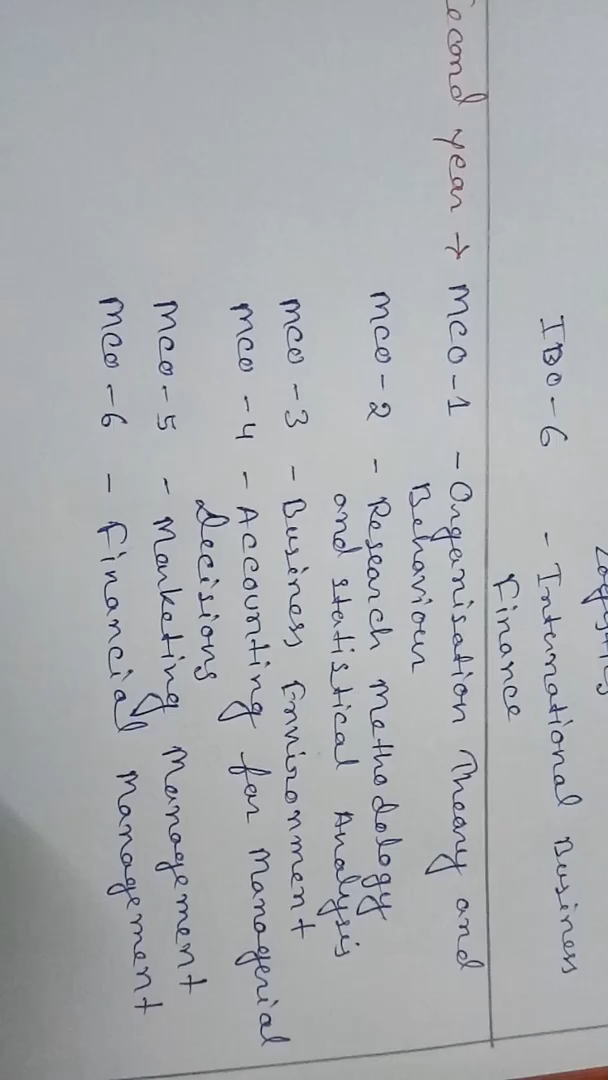 Logistics
IBO-6 - International Business
Finance
Second year → MCO-1 - Organisation Theory and
Behaviour
MCO-2 - Research Methodology
and Statistical Analysis
MCO-3 - Business Environment
MCO-4 - Accounting for Managerial
Decisions
MCO-5 - Marketing Management
MCO-6 - Financial Management